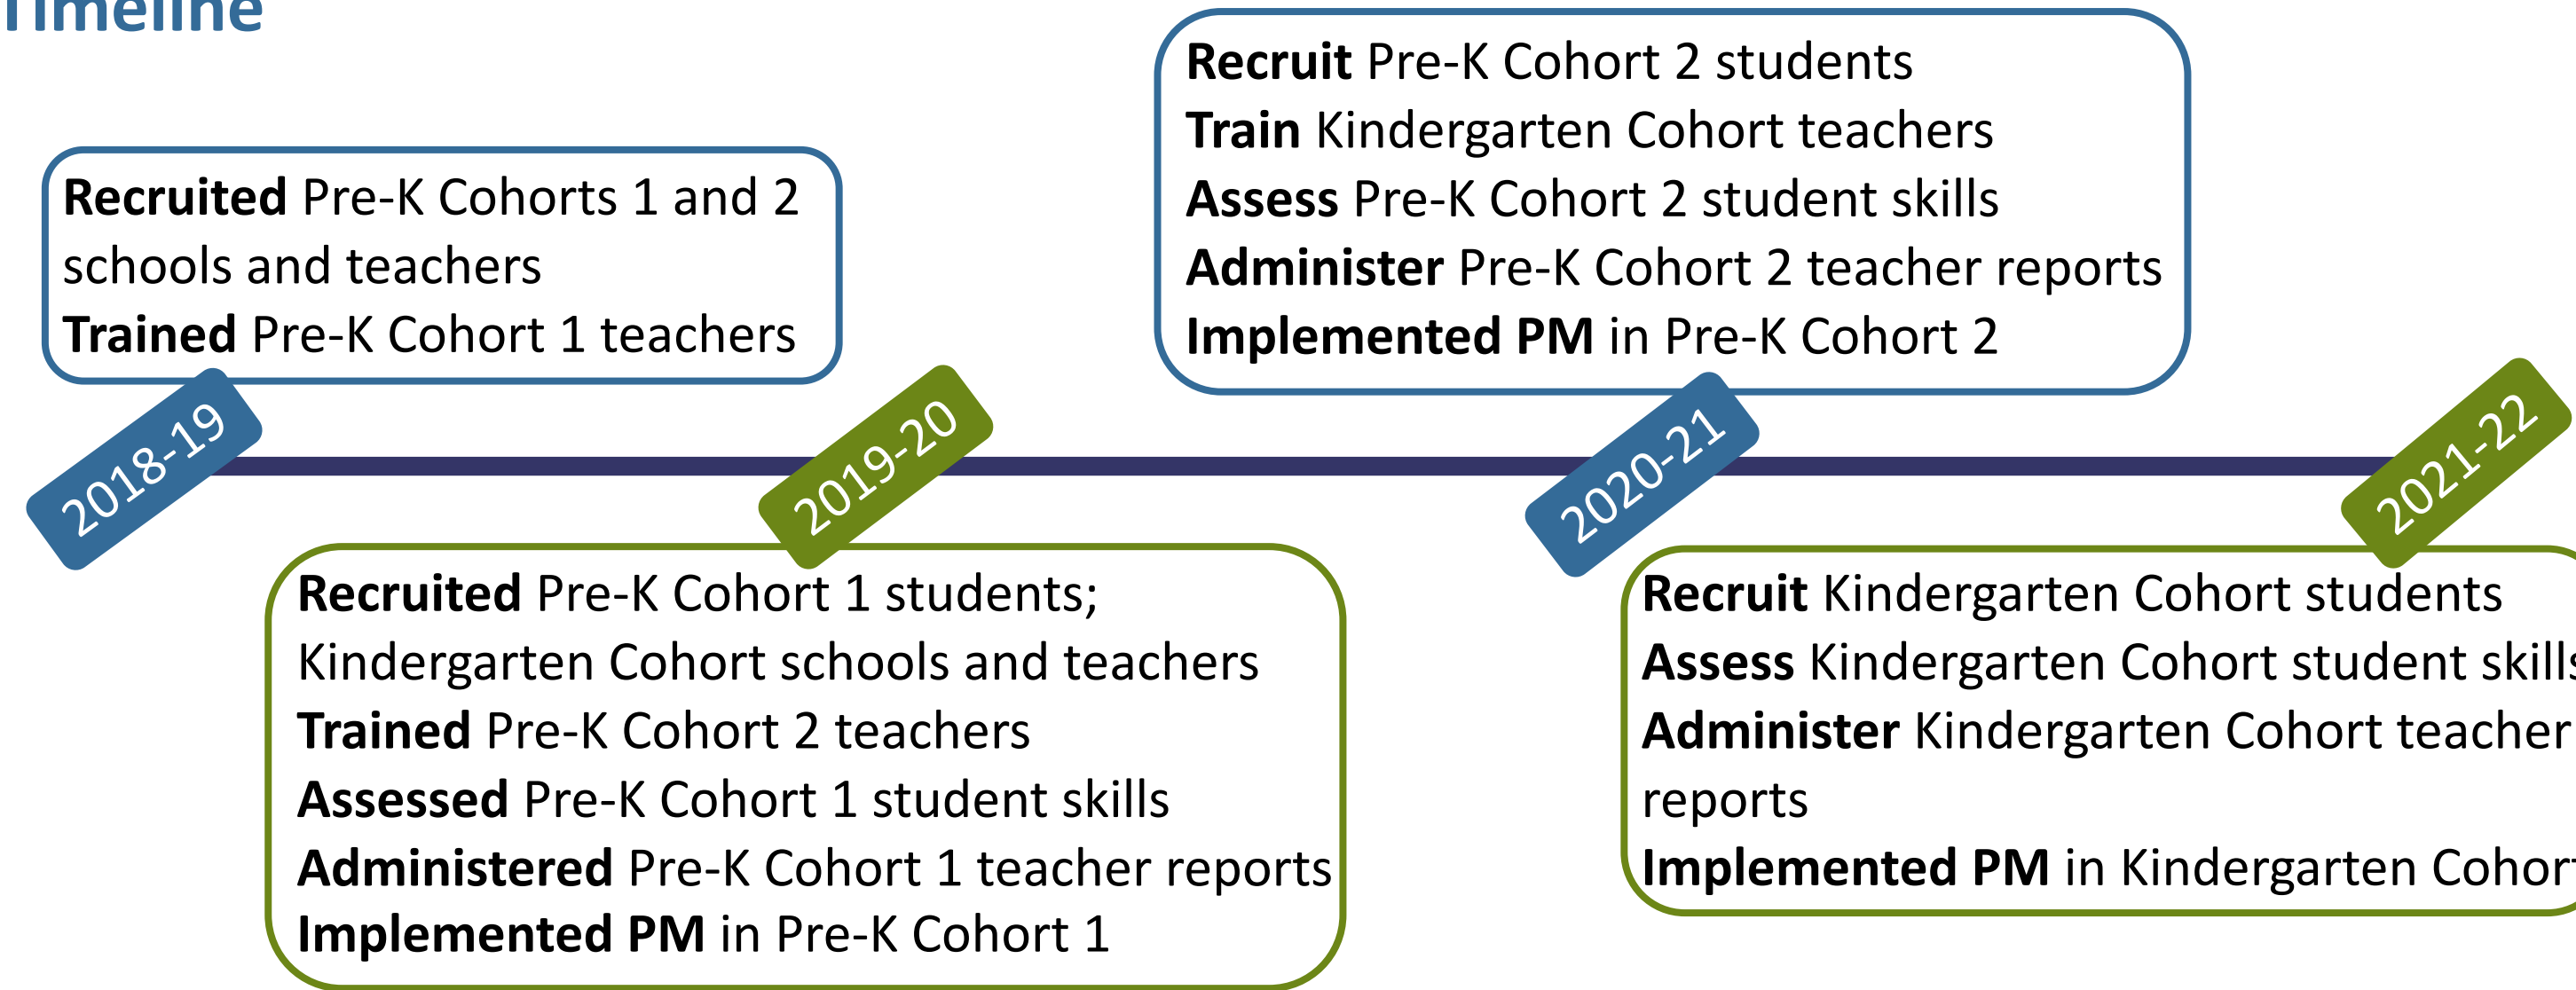 Timeline
Recruited Pre-K Cohorts 1 and 2
schools and teachers
Trained Pre-K Cohort 1 teachers
2018-19
Recruited Pre-K Cohort 1 students;
Kindergarten Cohort schools and teachers
Trained Pre-K Cohort 2 teachers
Assessed Pre-K Cohort 1 student skills
Administered Pre-K Cohort 1 teacher reports
Implemented PM in Pre-K Cohort 1
2019-20
Recruit Pre-K Cohort 2 students
Train Kindergarten Cohort teachers
Assess Pre-K Cohort 2 student skills
Administer Pre-K Cohort 2 teacher reports
Implemented PM in Pre-K Cohort 2
2020-21
Recruit Kindergarten Cohort students
Assess Kindergarten Cohort student skills
Administer Kindergarten Cohort teacher
reports
Implemented PM in Kindergarten Cohort
2021-22